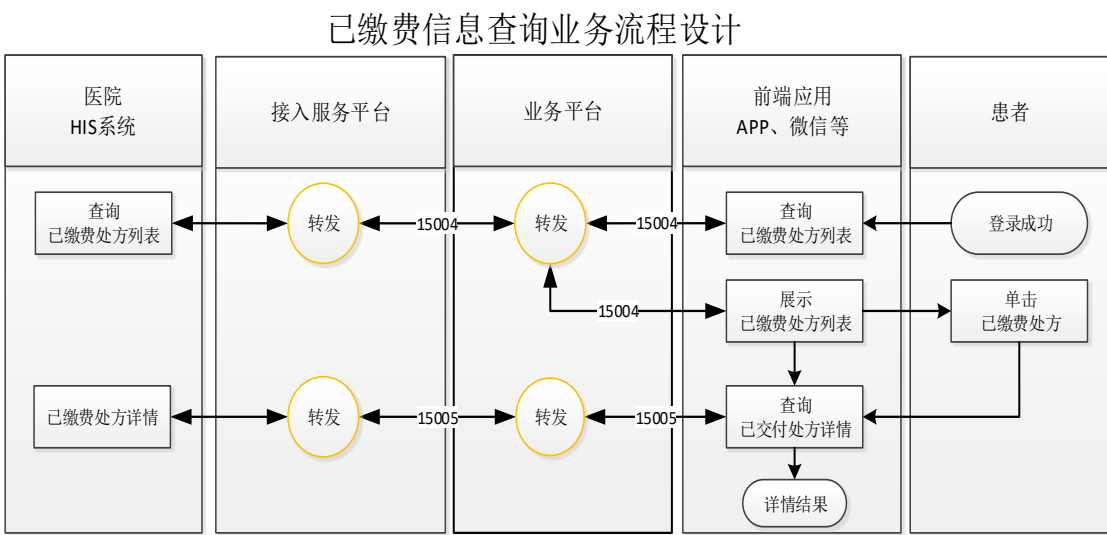 已缴费信息查询业务流程设计
医院
HIS系统
接入服务平台
业务平台
前端应用
APP、微信等
患者
查询
已缴费处方列表
转发
15004
转发
15004
查询
已缴费处方列表
登录成功
15004
展示
已缴费处方列表
单击
已缴费处方
已缴费处方详情
转发
15005
转发
15005
查询
已交付处方详情
详情结果